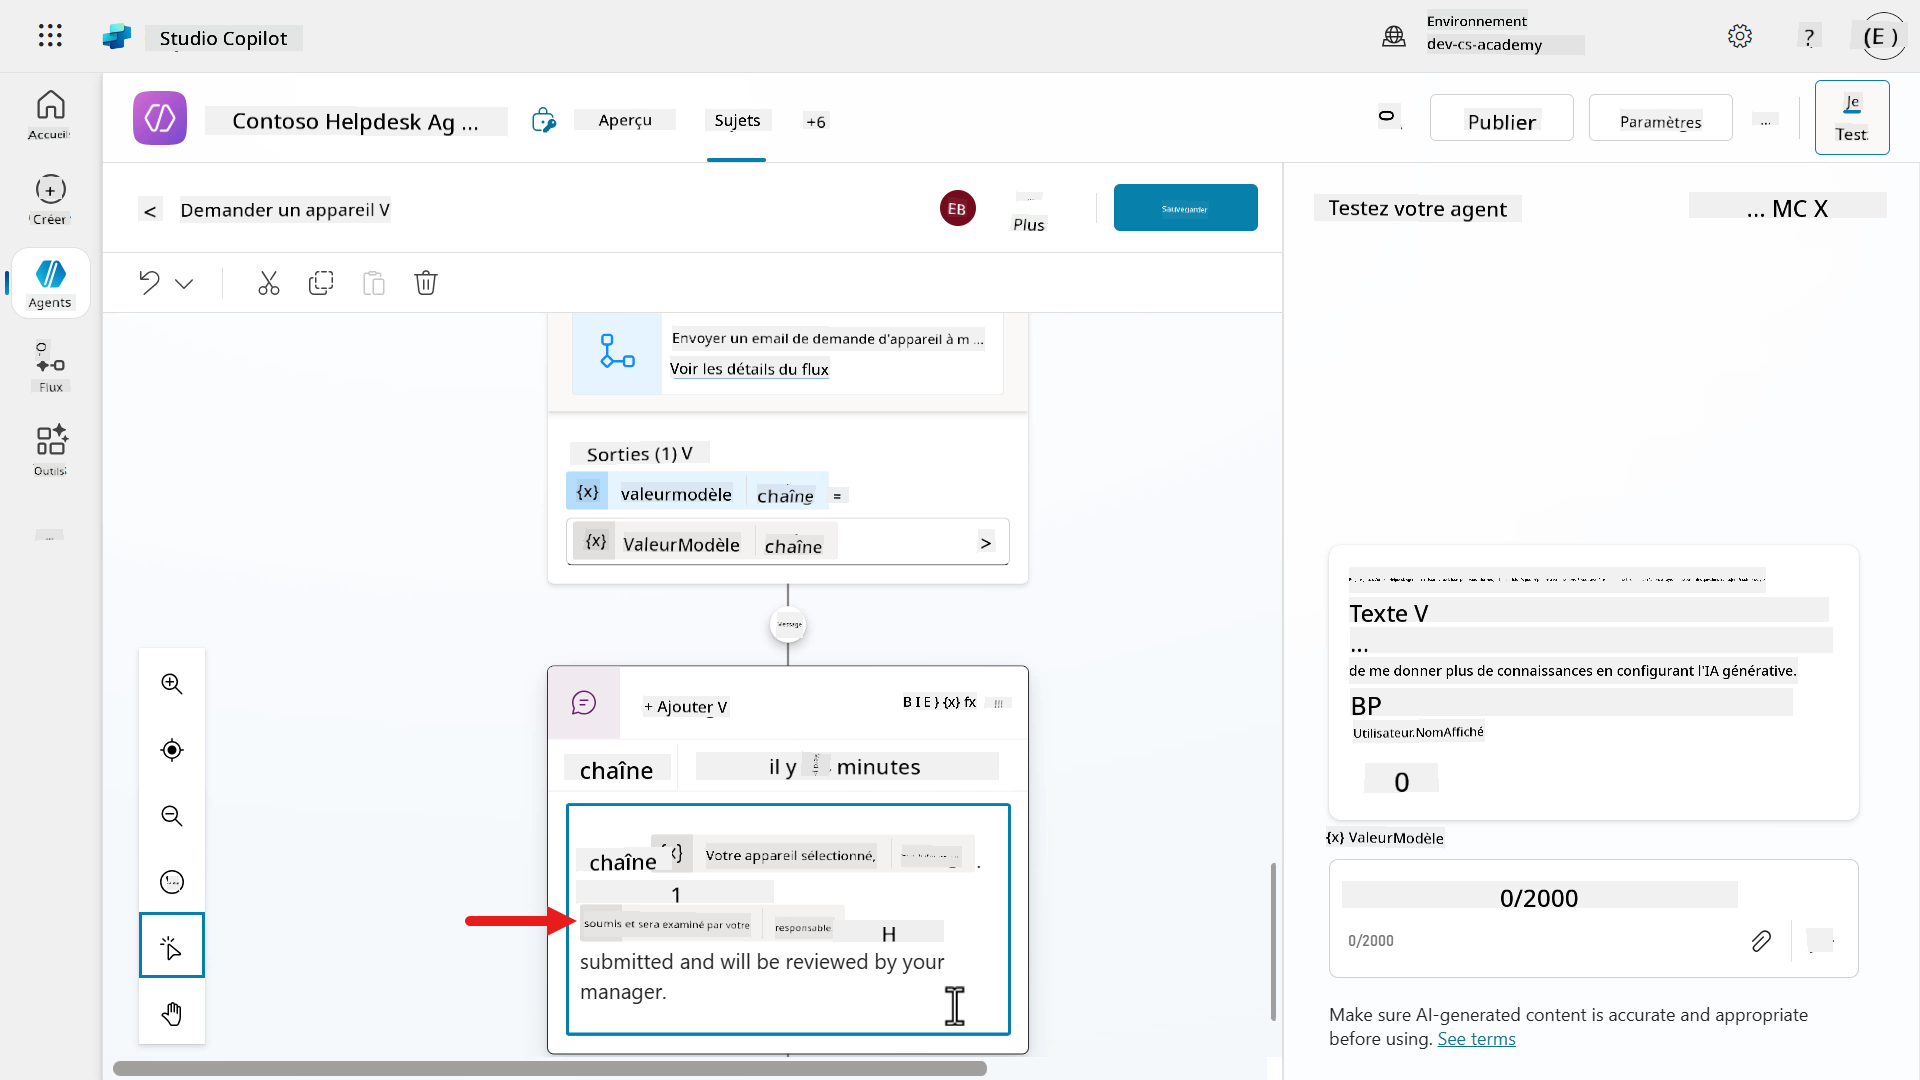 Studio Copilot
Environnement
dev-cs-academy
?
(E )
Accueil
Créer
Agents
Flux
Outils
Contoso Helpdesk Ag ...
Aperçu
Sujets
+6
Publier
Paramètres
...
Je
Test
<
Demander un appareil V
EB
Plus
Sauvegarder
Envoyer un email de demande d'appareil à m ...
Voir les détails du flux
Sorties (1) V
{x} valeurmodèle chaîne =
{x} ValeurModèle chaîne >
Message
+ Ajouter V
B I E } {x} fx
chaîne
il y minutes
chaîne {x} Votre appareil sélectionné, .
1
soumis et sera examiné par votre responsable H
submitted and will be reviewed by your
manager.
Testez votre agent
... MC X
Texte V
...
de me donner plus de connaissances en configurant l'IA générative.
BP
Utilisateur.NomAffiché
0
{x} ValeurModèle
0/2000
0/2000
Make sure AI-generated content is accurate and appropriate
before using. See terms